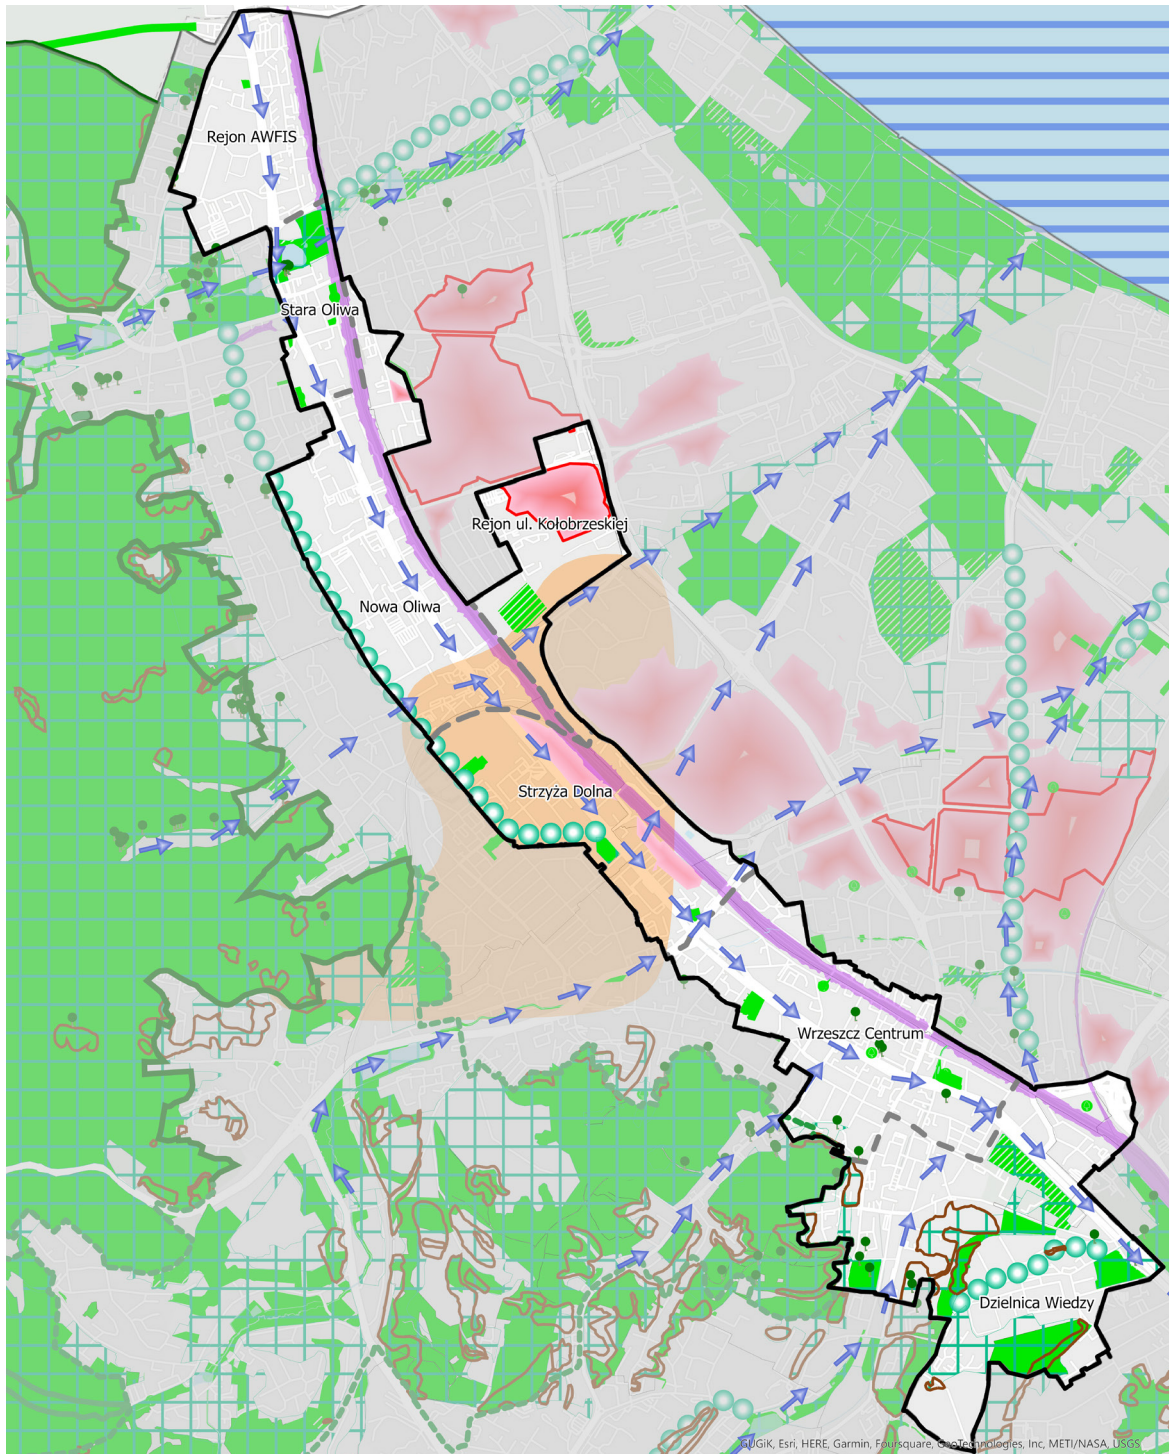 Rejon AWFIS
Stara Oliwa
Rejon ul. Kołobrzeskiej
Nowa Oliwa
Strzyża Dolna
Wrzeszcz Centrum
Dzielnica Wiedzy
GUGiK, Esri, HERE, Garmin, Foursquare, GeoTechnologies, Inc, METI/NASA, USGS